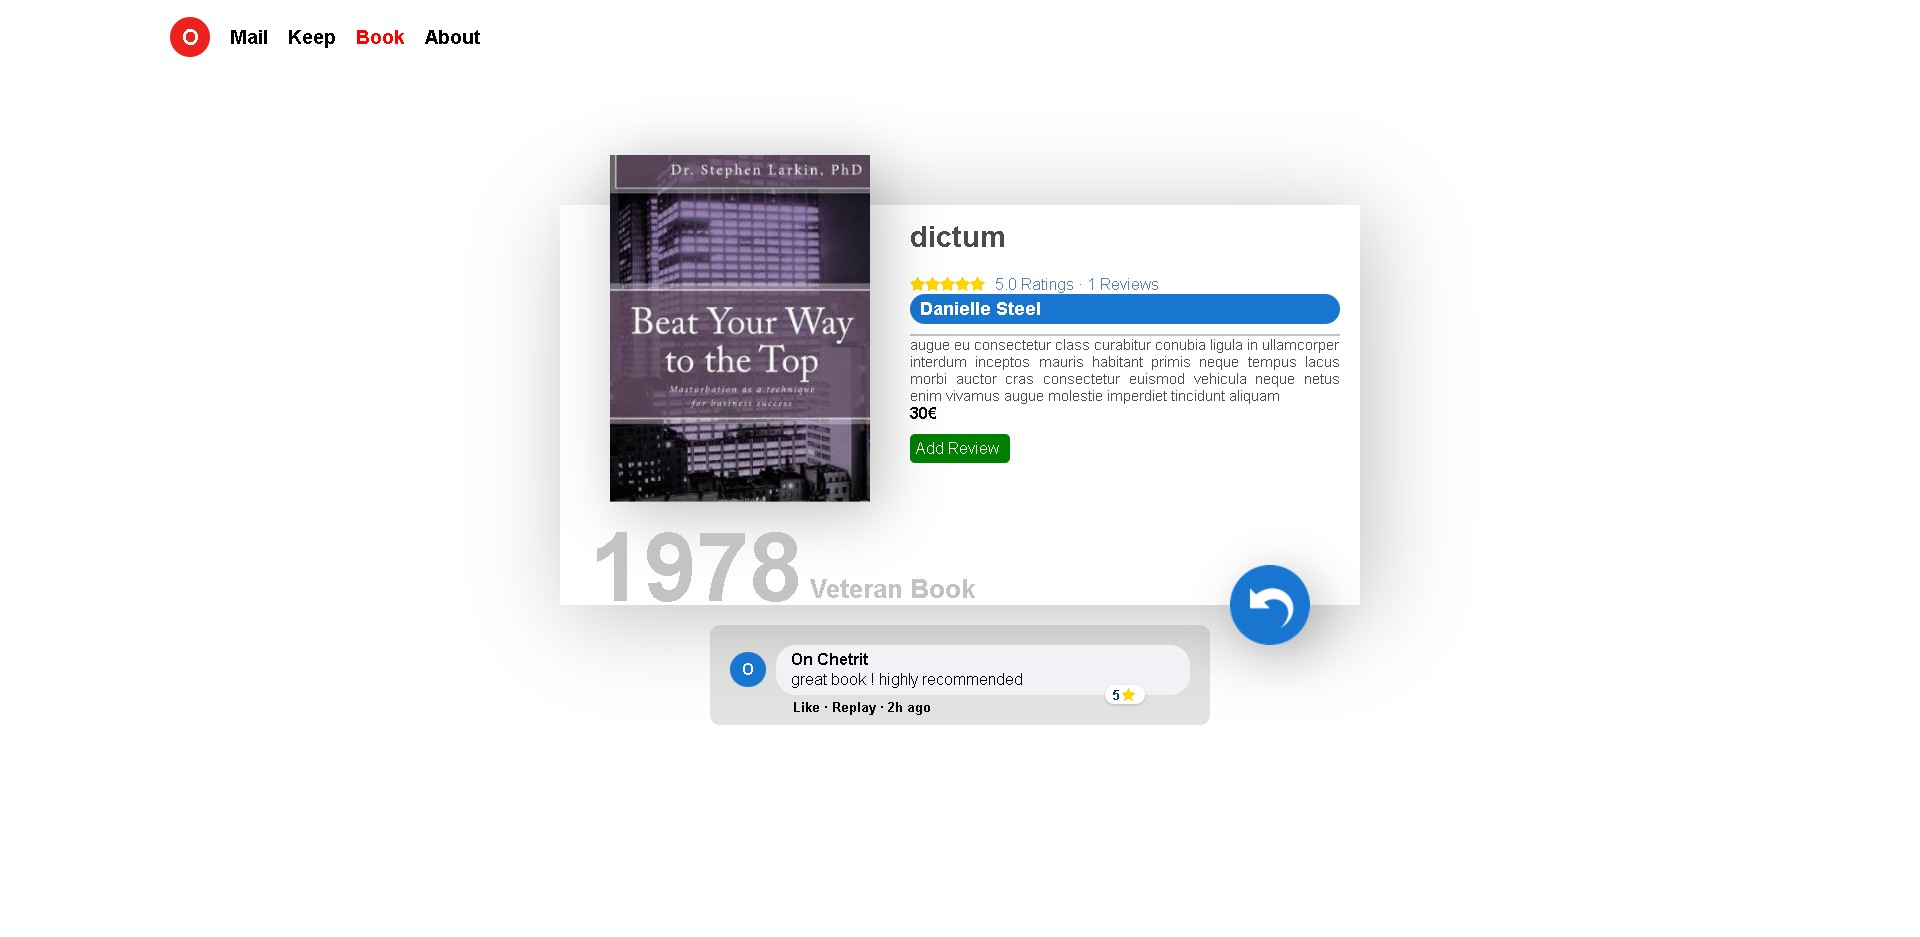 O Mail Keep Book About
Dr. Stephen Larkin, PhD
Beat Your Way
to the Top
Masturbation as a technique
for business success
dictum
5.0 Ratings · 1 Reviews
Danielle Steel
augue eu consectetur class curabitur conubia ligula in ullamcorper
interdum inceptos mauris habitant primis neque tempus lacus
morbi auctor cras consectetur euismod vehicula neque netus
enim vivamus augue molestie imperdiet tincidunt aliquam
30€
Add Review
1978 Veteran Book
O
On Chetrit
great book ! highly recommended
5
Like · Replay · 2h ago